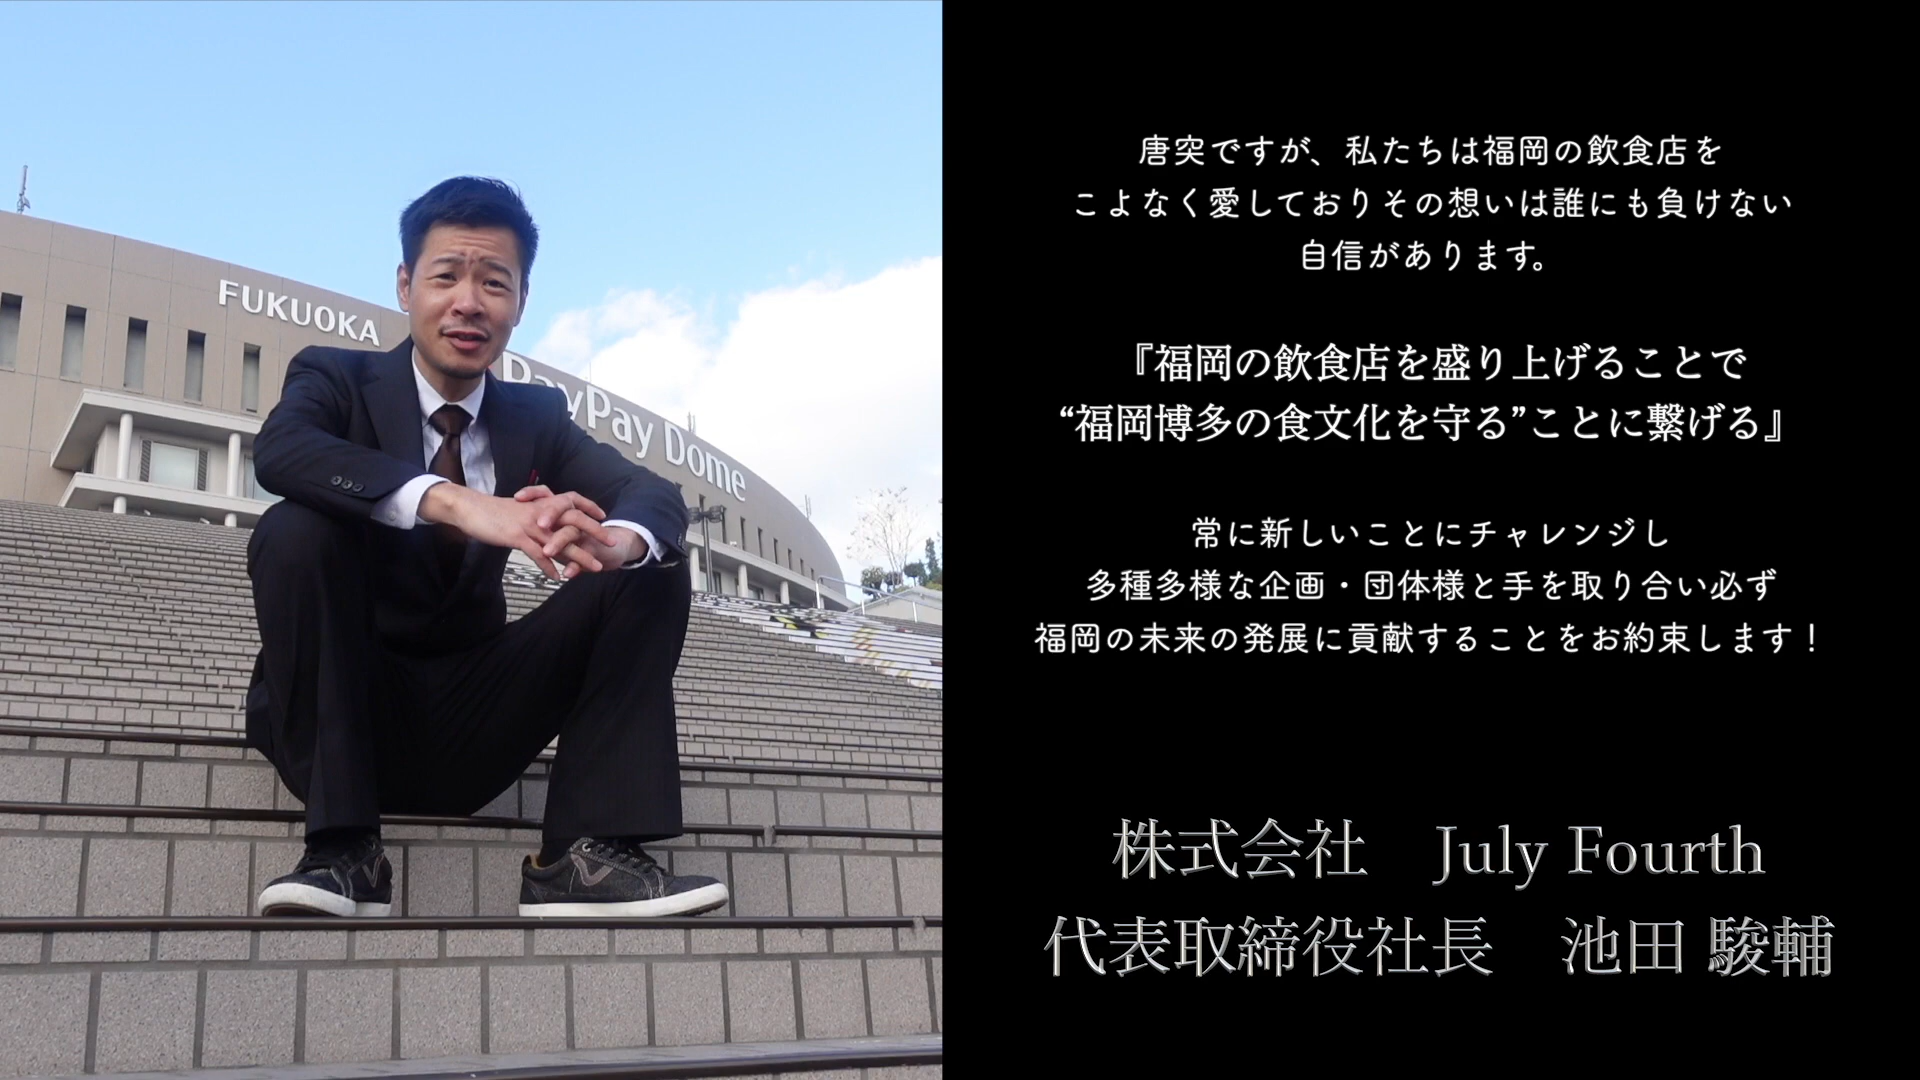 FUKUOKA
PayPay Dome
唐突ですが、私たちは福岡の飲食店を
こよなく愛しておりその想いは誰にも負けない
自信があります。
『福岡の飲食店を盛り上げることで
“福岡博多の食文化を守る”ことに繋げる』
常に新しいことにチャレンジし
多種多様な企画・団体様と手を取り合い必ず
福岡の未来の発展に貢献することをお約束します！
株式会社　July Fourth
代表取締役社長　池田 駿輔